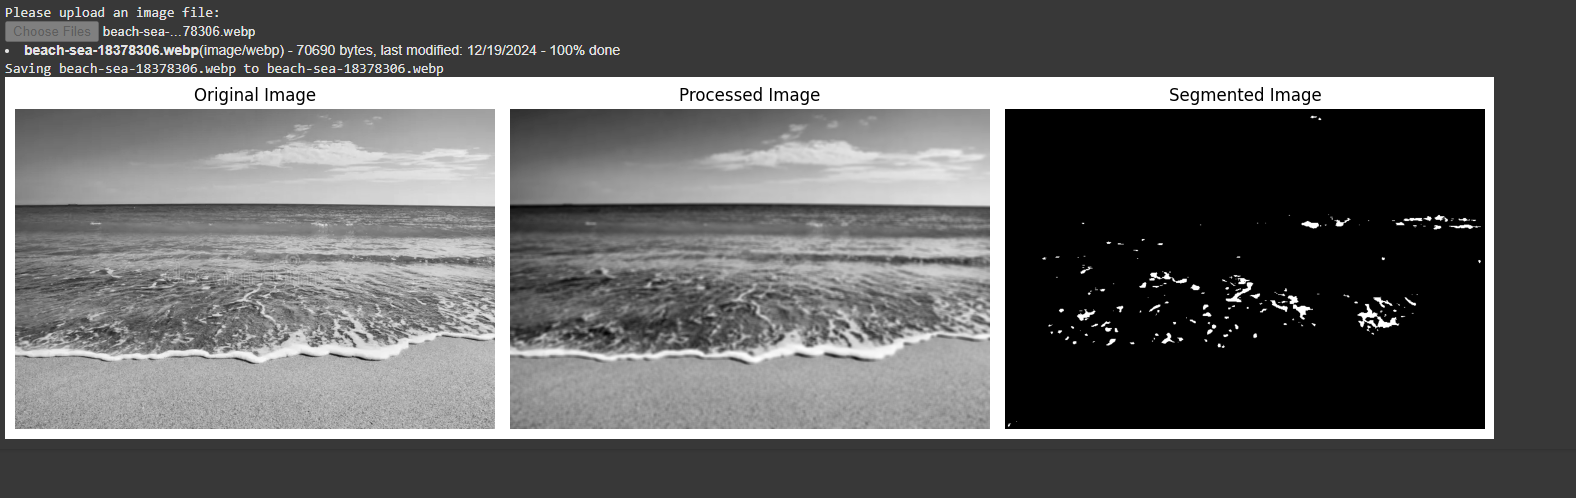 Please upload an image file:
Choose Files beach-sea-...78306.webp
• beach-sea-18378306.webp(image/webp) - 70690 bytes, last modified: 12/19/2024 - 100% done
Saving beach-sea-18378306.webp to beach-sea-18378306.webp
Original Image Processed Image Segmented Image